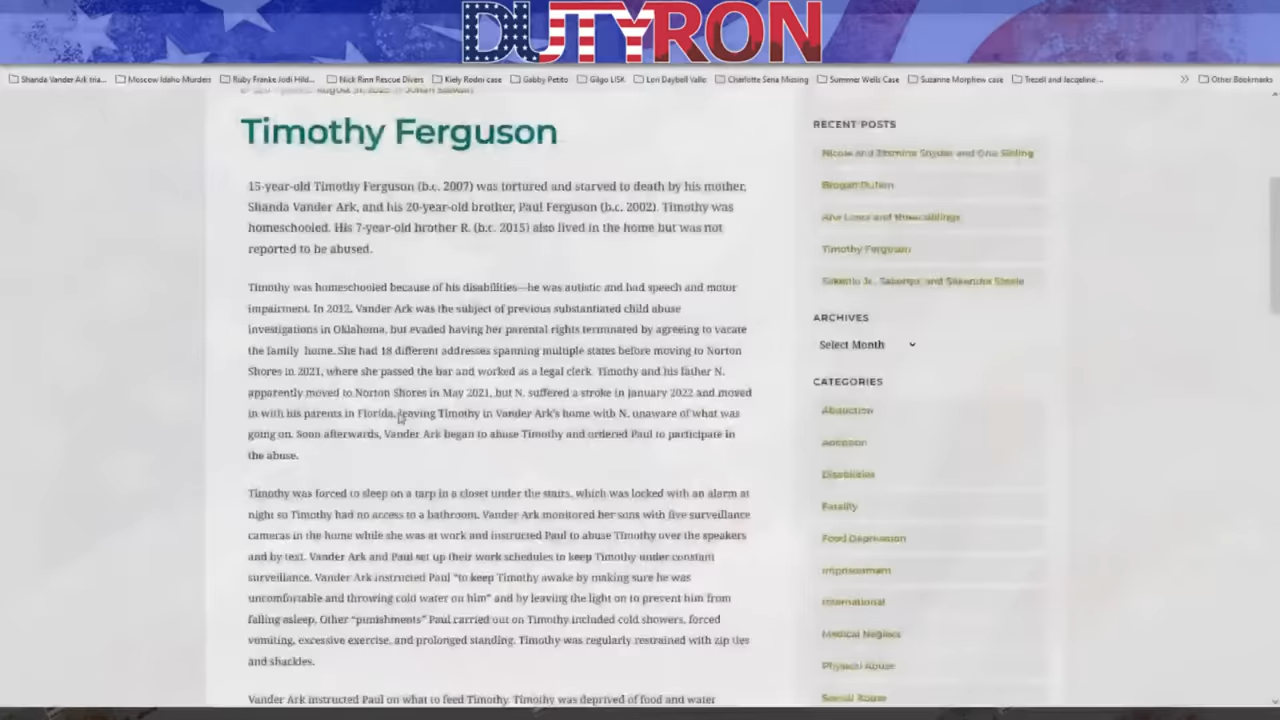 DUTYRON
Shanda Vander Ark tria... Moscow Idaho Murders Ruby Franke Jodi Hild... Nick Rinn Rescue Divers Kiely Rodni case Gabby Petito Gilgo LISK Lori Daybell Vallo Charlotte Sena Missing Summer Wells Case Suzanne Morphew case Trezell and Jacqueline... Other Bookmarks
Timothy Ferguson
15-year-old Timothy Ferguson (b.c. 2007) was tortured and starved to death by his mother,
Shanda Vander Ark, and his 20-year-old brother, Paul Ferguson (b.c. 2002). Timothy was
homeschooled. His 7-year-old brother R. (b.c. 2015) also lived in the home but was not
reported to be abused.
Timothy was homeschooled because of his disabilities—he was autistic and had speech and motor
impairment. In 2012, Vander Ark was the subject of previous substantiated child abuse
investigations in Oklahoma, but evaded having her parental rights terminated by agreeing to vacate
the family home. She had 18 different addresses spanning multiple states before moving to Norton
Shores in 2021, where she passed the bar and worked as a legal clerk. Timothy and his father N.
apparently moved to Norton Shores in May 2021, but N. suffered a stroke in January 2022 and moved
in with his parents in Florida, leaving Timothy in Vander Ark's home with N. unaware of what was
going on. Soon afterwards, Vander Ark began to abuse Timothy and ordered Paul to participate in
the abuse.
Timothy was forced to sleep on a tarp in a closet under the stairs, which was locked with an alarm at
night so Timothy had no access to a bathroom. Vander Ark monitored her sons with five surveillance
cameras in the home while she was at work and instructed Paul to abuse Timothy over the speakers
and by text. Vander Ark and Paul set up their work schedules to keep Timothy under constant
surveillance. Vander Ark instructed Paul "to keep Timothy awake by making sure he was
uncomfortable and throwing cold water on him" and by leaving the light on to prevent him from
falling asleep. Other "punishments" Paul carried out on Timothy included cold showers, forced
vomiting, excessive exercise, and prolonged standing. Timothy was regularly restrained with zip ties
and shackles.
Vander Ark instructed Paul on what to feed Timothy. Timothy was deprived of food and water
RECENT POSTS
Nicole and Jasmine Snyder and One Sibling
and three siblings
Timothy Ferguson
ARCHIVES
Select Month
CATEGORIES
Abduction
Adoption
Disabilities
Fatality
Food Deprivation
Imprisonment
International
Medical Neglect
Physical Abuse
Sexual Abuse